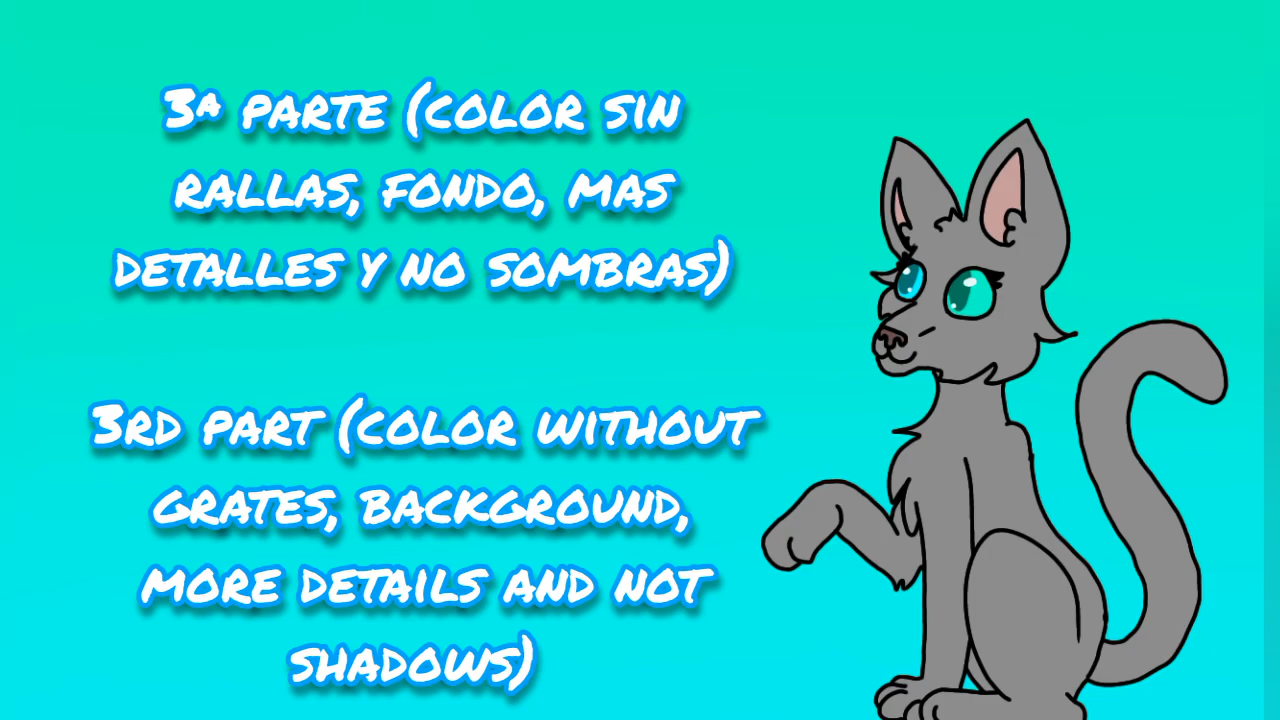 3ª PARTE (COLOR SIN
RALLAS, FONDO, MAS
DETALLES Y NO SOMBRAS)
3RD PART (COLOR WITHOUT
GRATES, BACKGROUND,
MORE DETAILS AND NOT
SHADOWS)